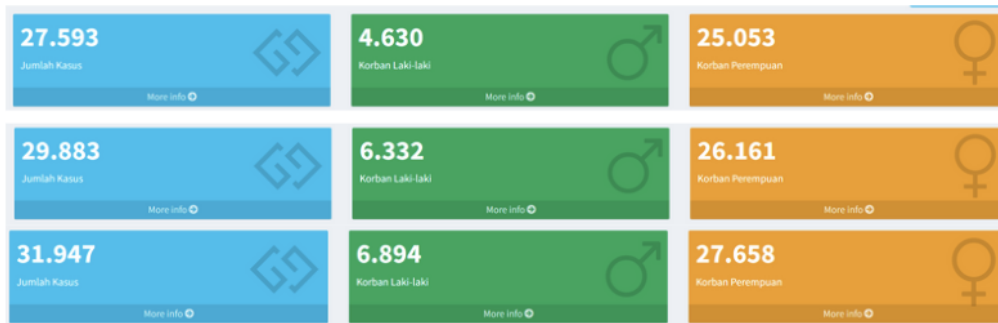 27.593 4.630 25.053
Jumlah Kasus Korban Laki-laki Korban Perempuan
More info More info More info
29.883 6.332 26.161
Jumlah Kasus Korban Laki-laki Korban Perempuan
More info More info More info
31.947 6.894 27.658
Jumlah Kasus Korban Laki-laki Korban Perempuan
More info More info More info